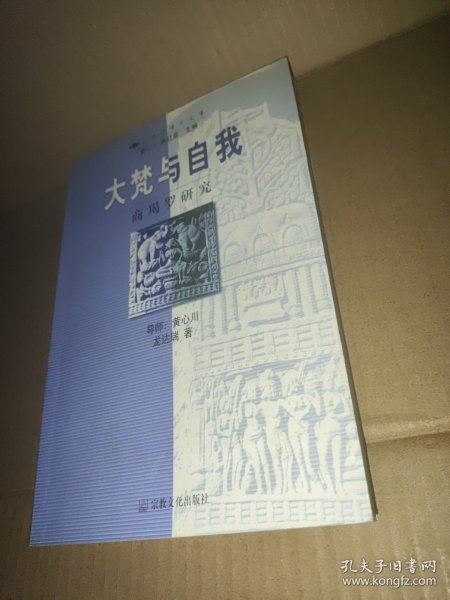 大梵与自我
商羯罗研究
导师：黄心川
龙达瑞 著
宗教文化出版社
孔夫子旧书网
www.kongfz.com